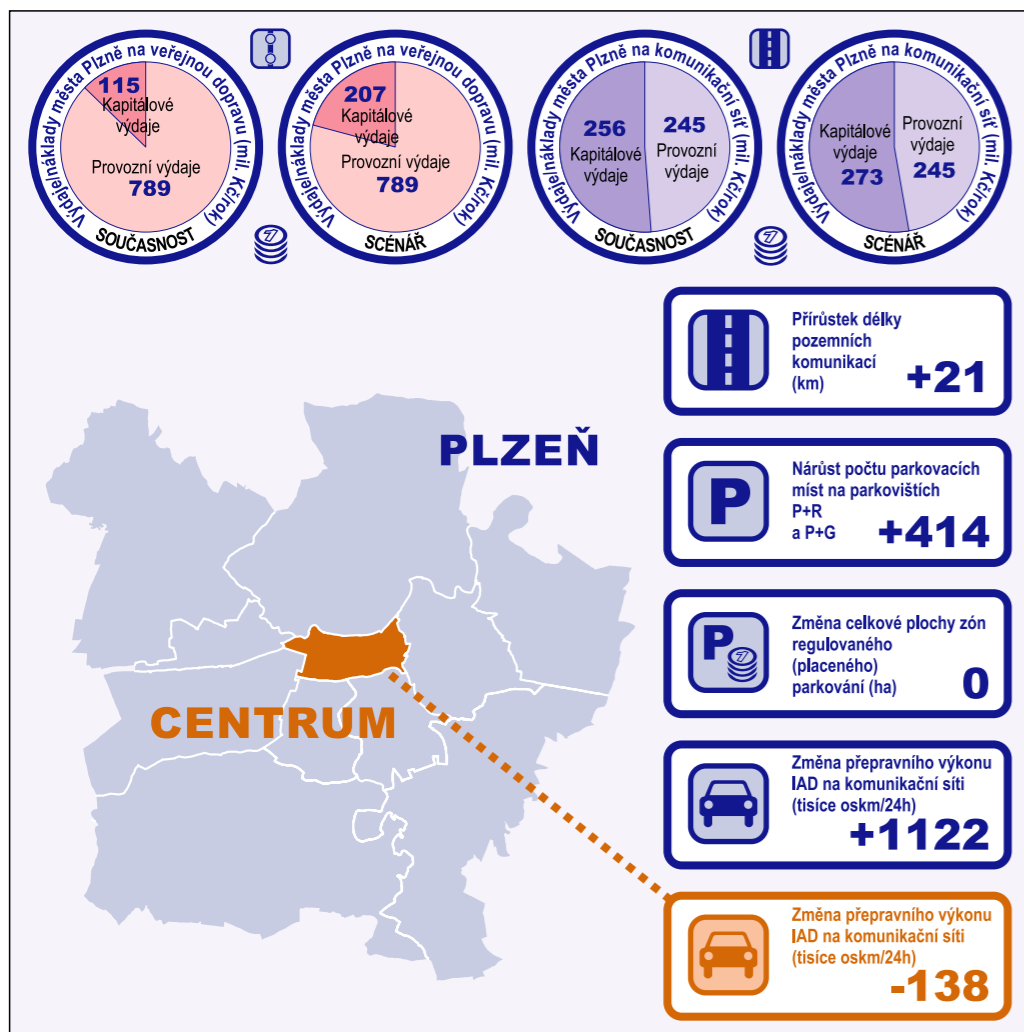 Výdaje/náklady města Plzně na veřejnou dopravu (mil. Kč/rok)
115
Kapitálové
výdaje
Provozní výdaje
789
SOUČASNOST
Výdaje/náklady města Plzně na veřejnou dopravu (mil. Kč/rok)
207
Kapitálové
výdaje
Provozní výdaje
789
SCÉNÁŘ
Výdaje/náklady města Plzně na komunikační síť (mil. Kč/rok)
256
Kapitálové
výdaje
245
Provozní
výdaje
SOUČASNOST
Výdaje/náklady města Plzně na komunikační síť (mil. Kč/rok)
Kapitálové
výdaje
273
Provozní
výdaje
245
SCÉNÁŘ
Přírůstek délky
pozemních
komunikací
(km)
+21
PLZEŇ
P
Nárůst počtu parkovacích
míst na parkovištích
P+R
a P+G
+414
P
Změna celkové plochy zón
regulovaného
(placeného)
parkování (ha)
0
CENTRUM
Změna přepravního výkonu
IAD na komunikační síti
(tisíce oskm/24h)
+1122
Změna přepravního výkonu
IAD na komunikační síti
(tisíce oskm/24h)
-138